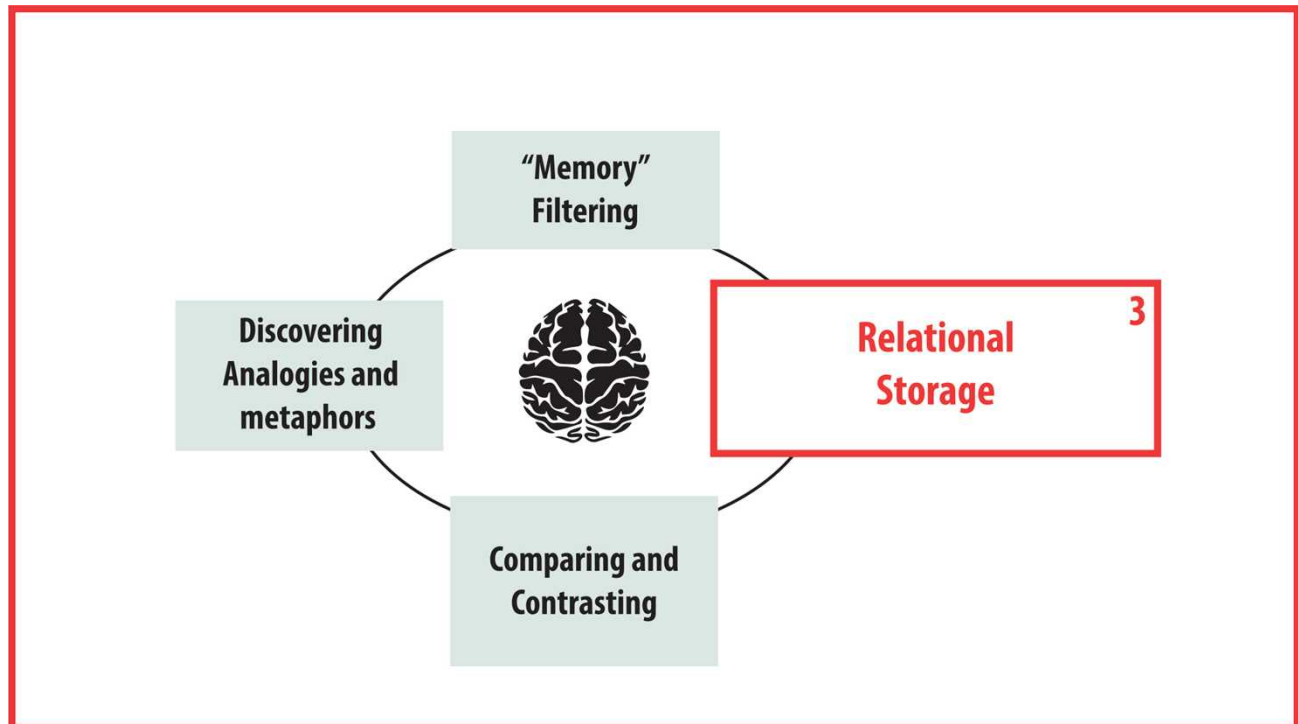 “Memory”
Filtering
Discovering
Analogies and
metaphors
3
Relational
Storage
Comparing and
Contrasting